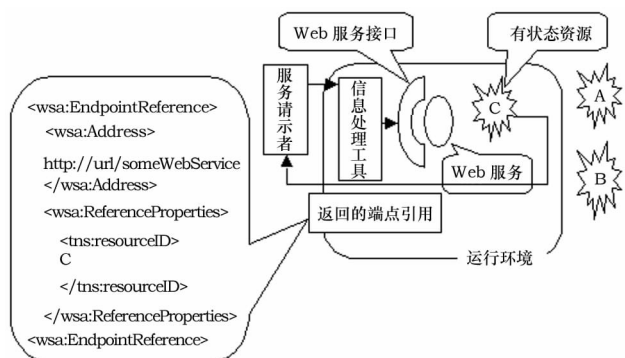 <wsa:EndpointReference>
<wsa:Address>
http://url/someWebService
</wsa:Address>
<wsa:ReferenceProperties>
<tns:resourceID>
C
</tns:resourceID>
</wsa:ReferenceProperties>
<wsa:EndpointReference>
Web 服务接口
有状态资源
服务请示者
信息处理工具
C
A
B
Web 服务
返回的端点引用
运行环境